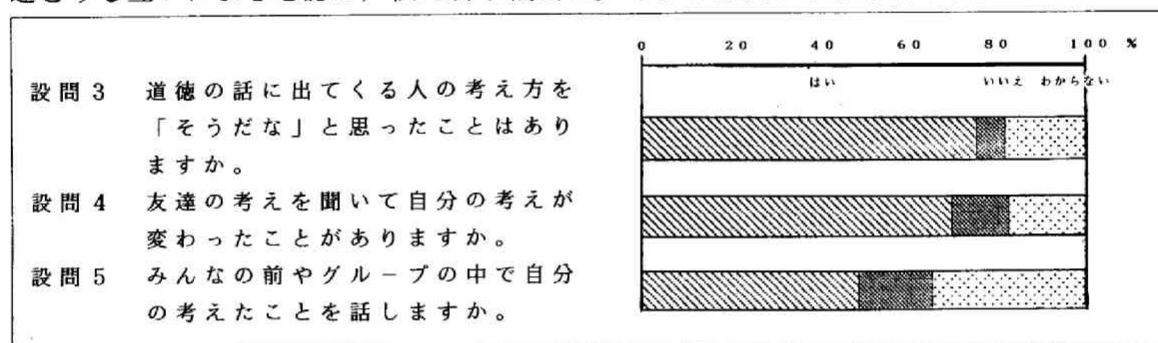 0 20 40 60 80 100 %
はい いいえ わからない
設問3 道徳の話に出てくる人の考え方を
「そうだな」と思ったことはあり
ますか。
設問4 友達の考えを聞いて自分の考えが
変わったことがありますか。
設問5 みんなの前やグループの中で自分
の考えたことを話しますか。